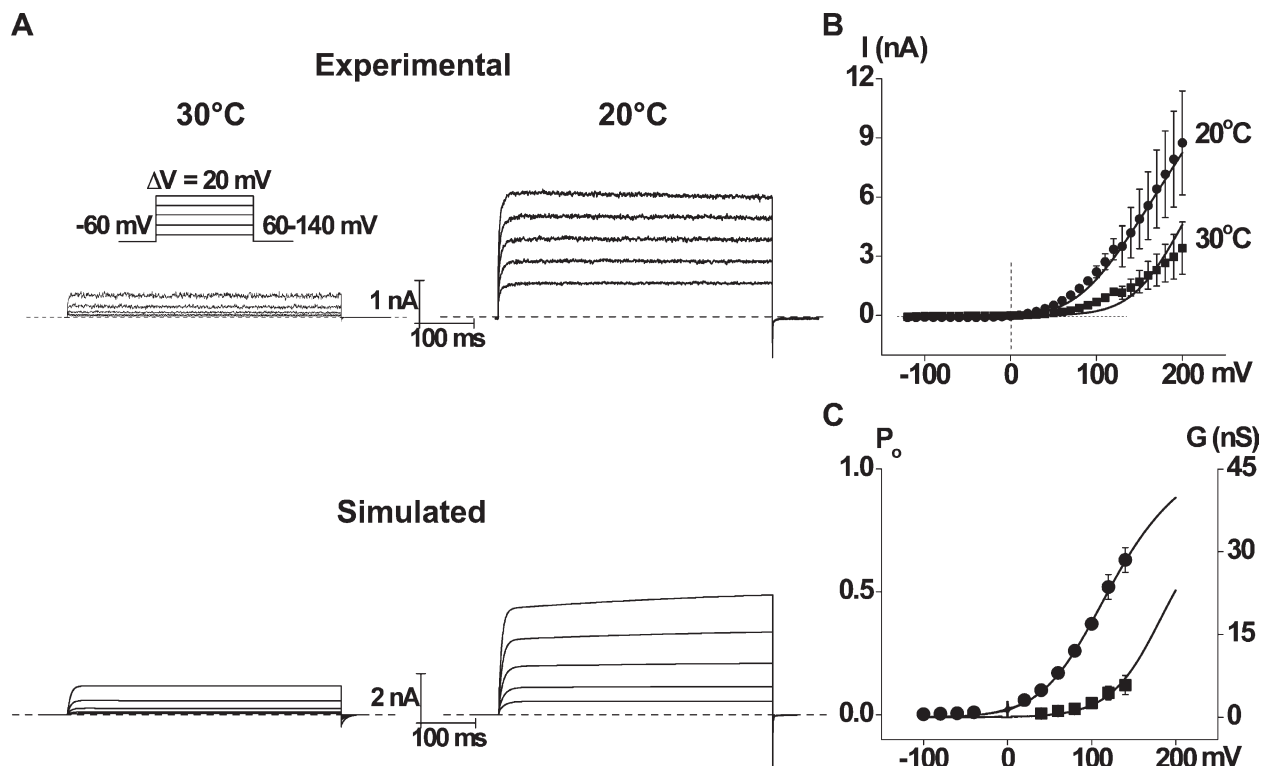 A
Experimental
30°C
20°C
ΔV = 20 mV
-60 mV
60-140 mV
1 nA
100 ms
Simulated
2 nA
100 ms
B
I (nA)
12
9
6
3
0
20°C
30°C
-100
0
100
200 mV
C
Po
G (nS)
1.0
0.5
0.0
45
30
15
0
-100
0
100
200 mV